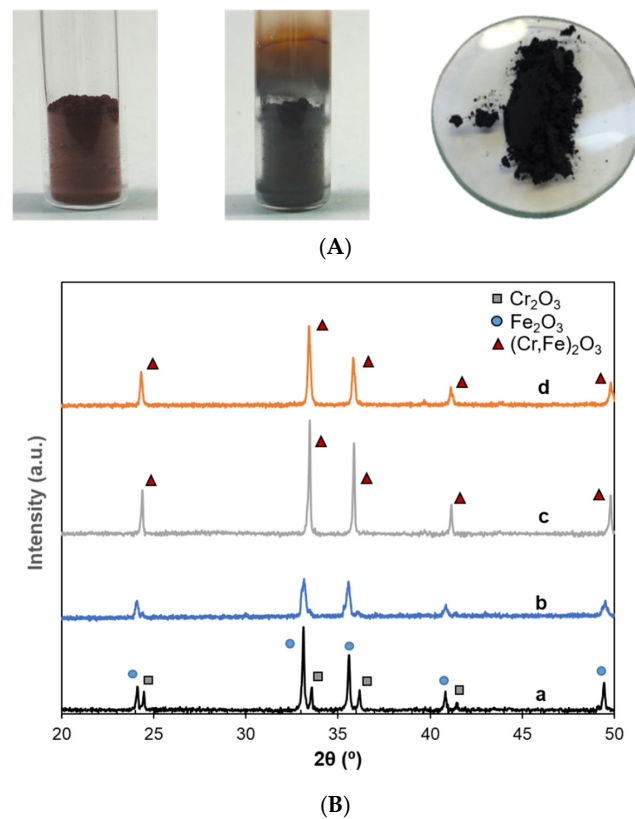 (A)
Cr₂O₃
Fe₂O₃
(Cr,Fe)₂O₃
d
c
b
a
Intensity (a.u.)
20 25 30 35 40 45 50
2θ (º)
(B)